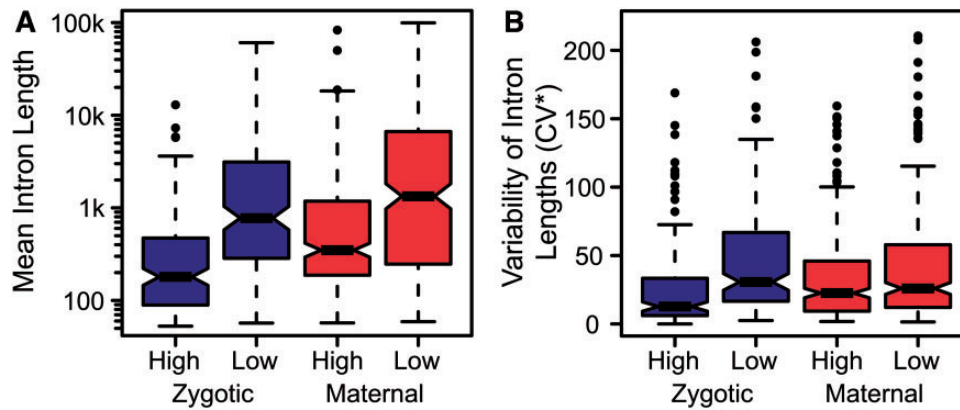 A
Mean Intron Length
100k
10k
1k
100
High Low High Low
Zygotic Maternal
B
Variability of Intron
Lengths (CV*)
200
150
100
50
0
High Low High Low
Zygotic Maternal